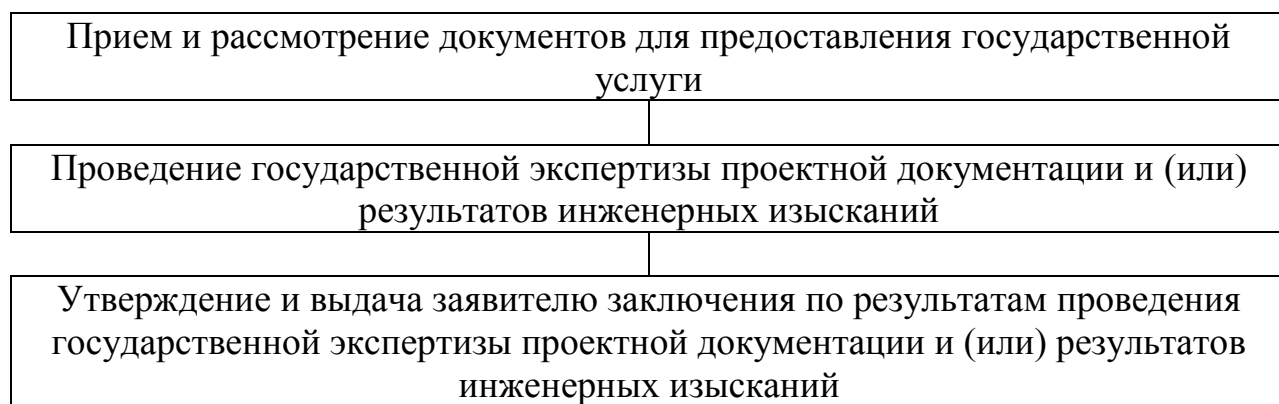 Прием и рассмотрение документов для предоставления государственной
услуги
Проведение государственной экспертизы проектной документации и (или)
результатов инженерных изысканий
Утверждение и выдача заявителю заключения по результатам проведения
государственной экспертизы проектной документации и (или) результатов
инженерных изысканий